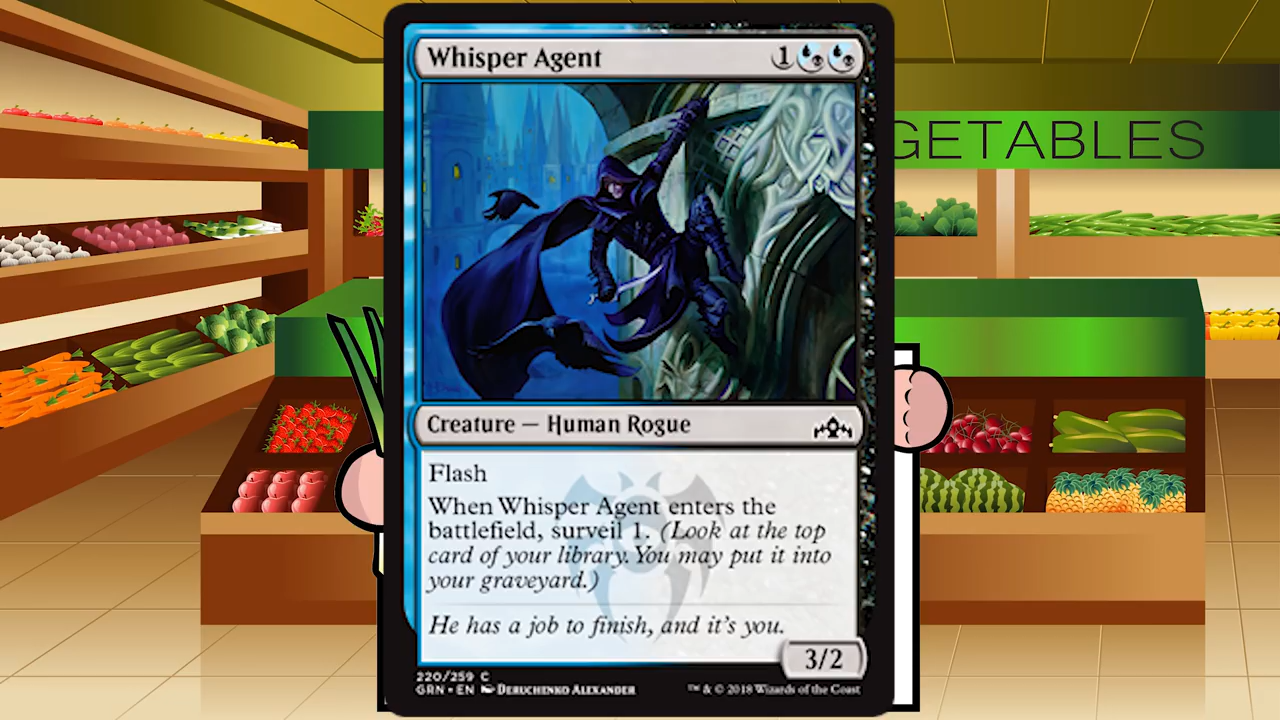 Whisper Agent 1
GETABLES
Creature — Human Rogue
Flash
When Whisper Agent enters the
battlefield, surveil 1. (Look at the top
card of your library. You may put it into
your graveyard.)
He has a job to finish, and it's you.
3/2
220/259 C
GRN • EN Deruchenko Alexander
™ & © 2018 Wizards of the Coast